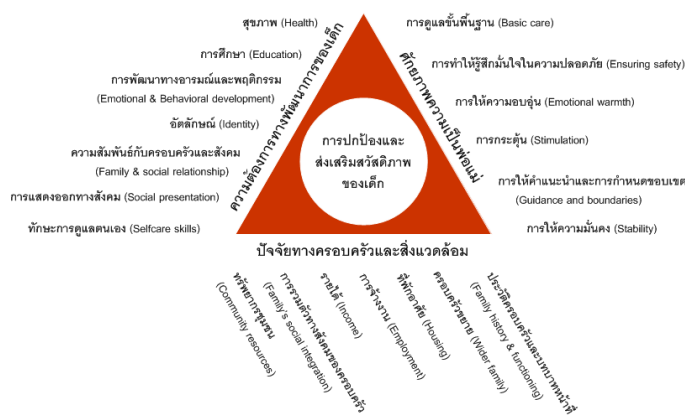 สุขภาพ (Health)
การศึกษา (Education)
การพัฒนาทางอารมณ์และพฤติกรรม
(Emotional & Behavioral development)
อัตลักษณ์ (Identity)
ความสัมพันธ์กับครอบครัวและสังคม
(Family & social relationship)
การแสดงออกทางสังคม (Social presentation)
ทักษะการดูแลตนเอง (Selfcare skills)
ความต้องการทางพัฒนาการของเด็ก
การปกป้องและ
ส่งเสริมสวัสดิภาพ
ของเด็ก
ศักยภาพความเป็นพ่อแม่
การดูแลขั้นพื้นฐาน (Basic care)
การทำให้รู้สึกมั่นใจในความปลอดภัย (Ensuring safety)
การให้ความอบอุ่น (Emotional warmth)
การกระตุ้น (Stimulation)
การให้คำแนะนำและการกำหนดขอบเขต
(Guidance and boundaries)
การให้ความมั่นคง (Stability)
ปัจจัยทางครอบครัวและสิ่งแวดล้อม
ทรัพยากรชุมชน
(Community resources)
การรวมตัวทางสังคมของครอบครัว
(Family's social integration)
รายได้ (Income)
การจ้างงาน (Employment)
ที่พักอาศัย (Housing)
ครอบครัวขยาย (Wider family)
ประวัติครอบครัวและบทบาทหน้าที่
(Family history & functioning)